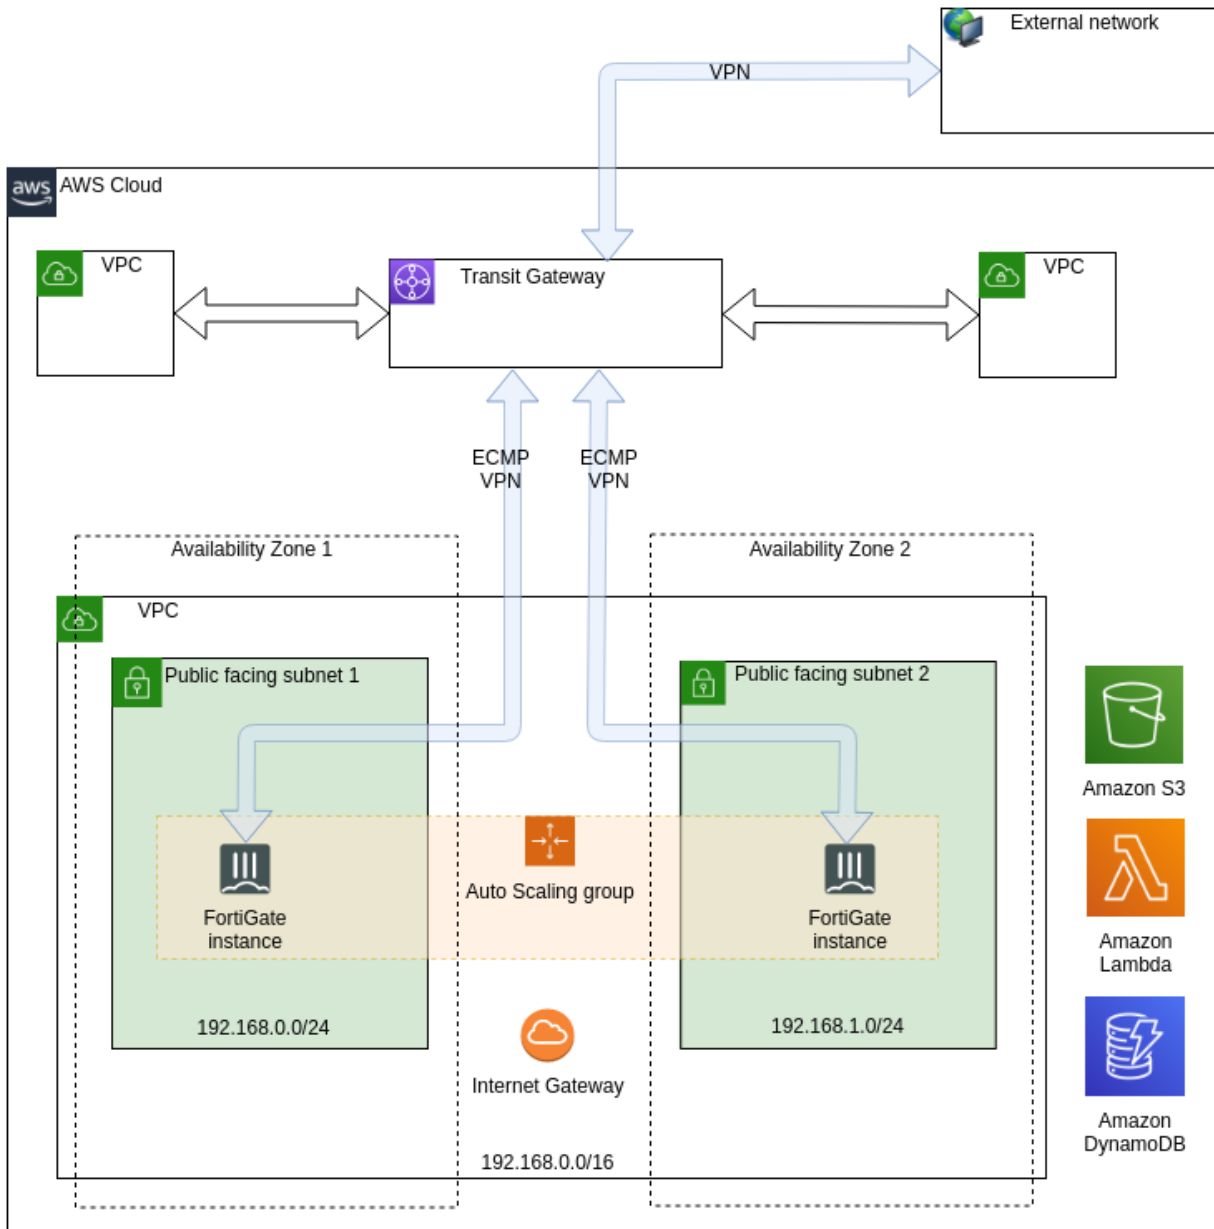 External network
VPN
aws
AWS Cloud
VPC
Transit Gateway
VPC
ECMP
VPN
ECMP
VPN
Availability Zone 1
Availability Zone 2
VPC
Public facing subnet 1
Public facing subnet 2
Amazon S3
Auto Scaling group
FortiGate
instance
FortiGate
instance
Amazon
Lambda
192.168.0.0/24
192.168.1.0/24
Internet Gateway
Amazon
DynamoDB
192.168.0.0/16